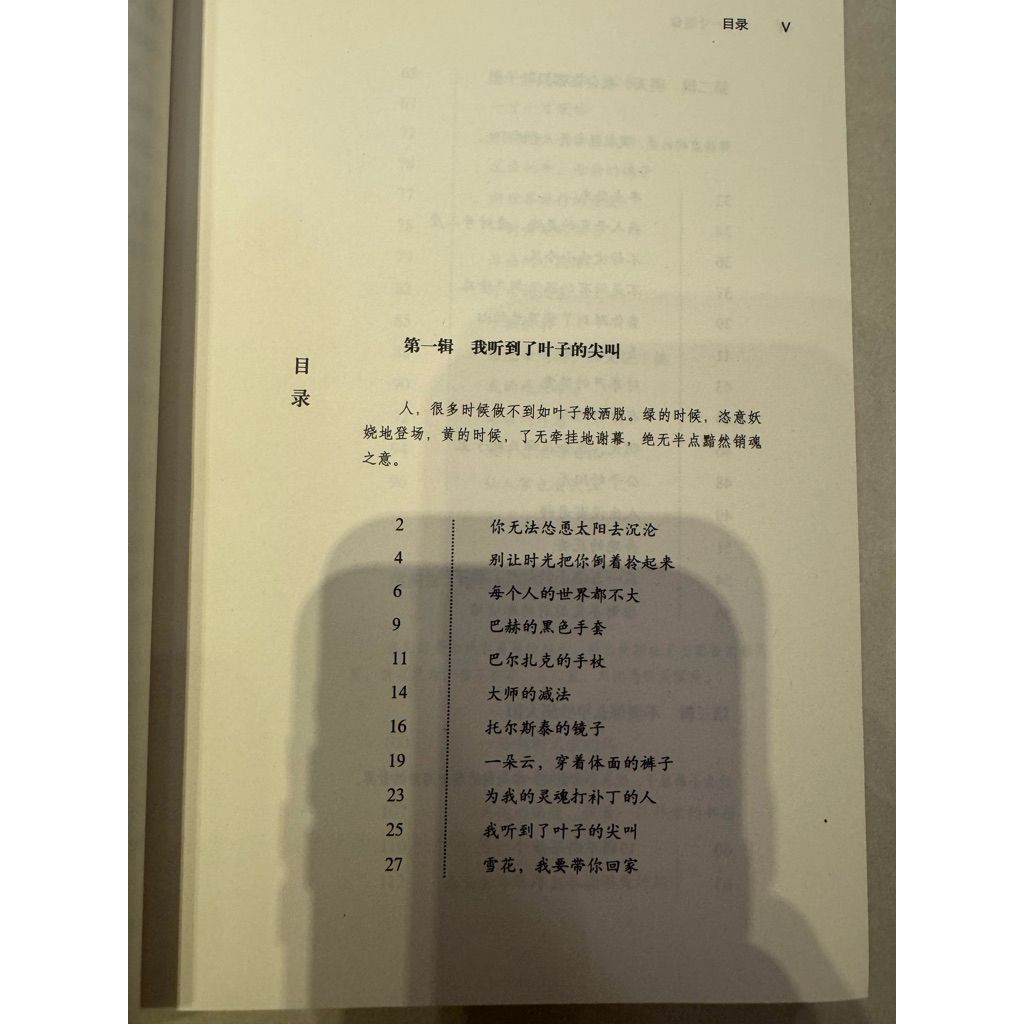 目录 V
目
录
第一辑 我听到了叶子的尖叫
人，很多时候做不到如叶子般洒脱。绿的时候，恣意妖
娆地登场，黄的时候，了无牵挂地谢幕，绝无半点黯然销魂
之意。
2 你无法怂恿太阳去沉沦
4 别让时光把你倒着拎起来
6 每个人的世界都不大
9 巴赫的黑色手套
11 巴尔扎克的手杖
14 大师的减法
16 托尔斯泰的镜子
19 一朵云，穿着体面的裤子
23 为我的灵魂打补丁的人
25 我听到了叶子的尖叫
27 雪花，我要带你回家